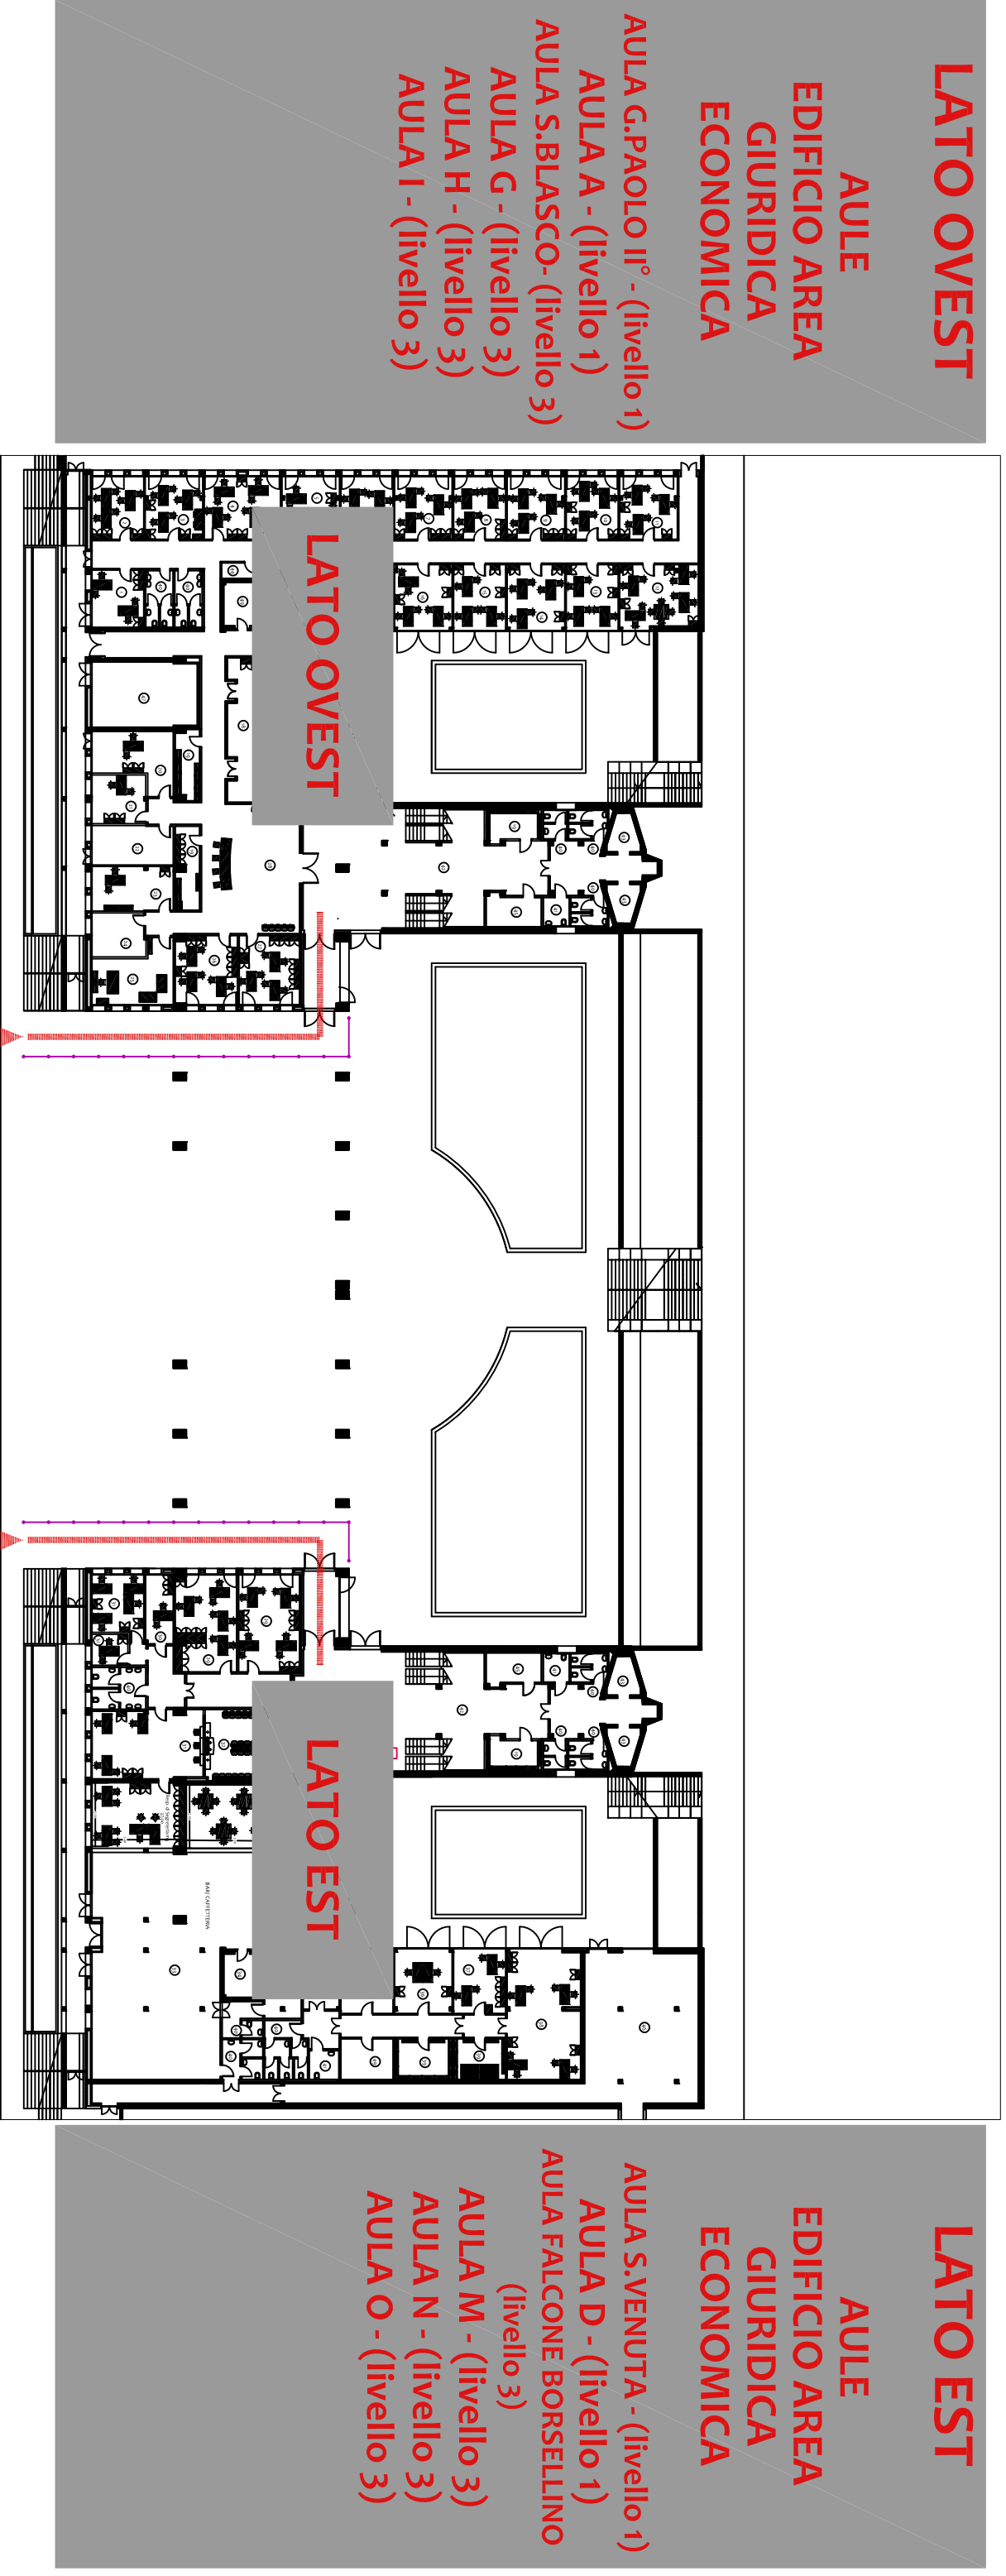 LATO OVEST
AULE
EDIFICIO AREA
GIURIDICA
ECONOMICA
AULA G.PAOLO II° - (livello 1)
AULA A - (livello 1)
AULA S.BLASCO- (livello 3)
AULA G - (livello 3)
AULA H - (livello 3)
AULA I - (livello 3)
LATO OVEST
LATO EST
BAR/ CAFFETTERIA
LATO EST
AULE
EDIFICIO AREA
GIURIDICA
ECONOMICA
AULA S.VENUTA - (livello 1)
AULA D - (livello 1)
AULA FALCONE BORSELLINO
(livello 3)
AULA M - (livello 3)
AULA N - (livello 3)
AULA O - (livello 3)